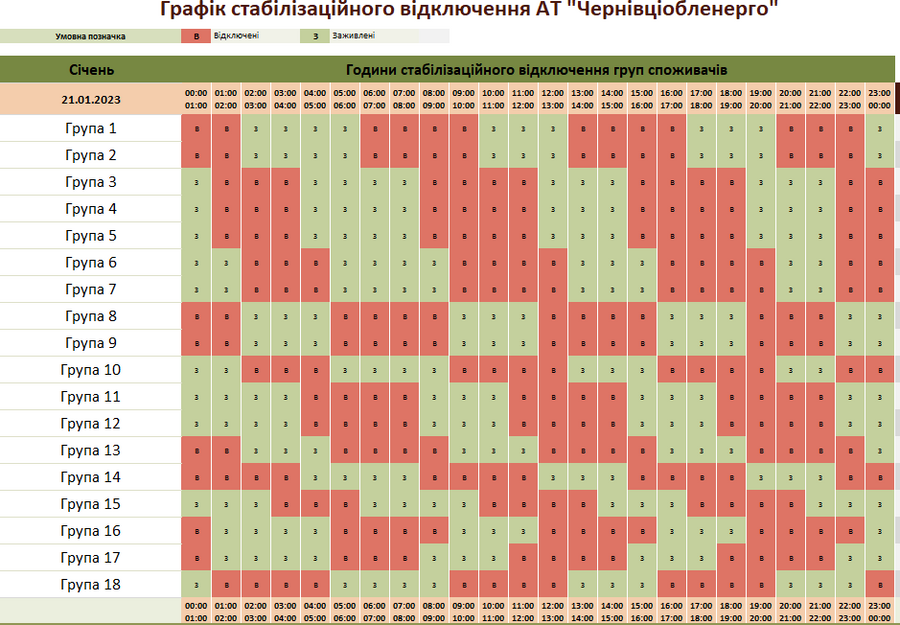 Графік стабілізаційного відключення АТ "Чернівціобленерго"
Умовна позначка В Відключені З Заживлені
Січень Години стабілізаційного відключення груп споживачів
21.01.2023
00:00 01:00 02:00 03:00 04:00 05:00 06:00 07:00 08:00 09:00 10:00 11:00 12:00 13:00 14:00 15:00 16:00 17:00 18:00 19:00 20:00 21:00 22:00 23:00
01:00 02:00 03:00 04:00 05:00 06:00 07:00 08:00 09:00 10:00 11:00 12:00 13:00 14:00 15:00 16:00 17:00 18:00 19:00 20:00 21:00 22:00 23:00 00:00
Група 1 В В З З З З В В В В З З З В В В В З З З В В В З
Група 2 В В З З З З В В В В З З З В В В В З З З В В В З
Група 3 З В В В З З З З В В В В З З З В В В В З З З В В
Група 4 З В В В З З З З В В В В З З З В В В В З З З В В
Група 5 З В В В З З З З В В В В З З З В В В В З З З В В
Група 6 З З В В В З З З З В В В В З З З В В В В З З В В
Група 7 З З В В В З З З З В В В В З З З В В В В З З В В
Група 8 В В З З З В В В В З З З В В В В З З З В В В З З
Група 9 В В З З З В В В В З З З В В В В З З З В В В З З
Група 10 З З В В В З З З З В В В В З З З В В В В З З В В
Група 11 З З З З В В В В З З З В В В В З З З В В В В З З
Група 12 З З З З В В В В З З З В В В В З З З В В В В З З
Група 13 В В З З З В В В В З З З В В В В З З З В В В В З
Група 14 В В В В З З З З В В В В З З З В В В В З З З В В
Група 15 З З З В В В З З З З В В В В З З З В В В В З З З
Група 16 В З З З З В В В В З З З В В В В З З З В В В В З
Група 17 В З З З З В В В З З З В В В В З З З В В В В З З
Група 18 З В В В В З З З З В В В В З З З В В В В З З З В
00:00 01:00 02:00 03:00 04:00 05:00 06:00 07:00 08:00 09:00 10:00 11:00 12:00 13:00 14:00 15:00 16:00 17:00 18:00 19:00 20:00 21:00 22:00 23:00
01:00 02:00 03:00 04:00 05:00 06:00 07:00 08:00 09:00 10:00 11:00 12:00 13:00 14:00 15:00 16:00 17:00 18:00 19:00 20:00 21:00 22:00 23:00 00:00